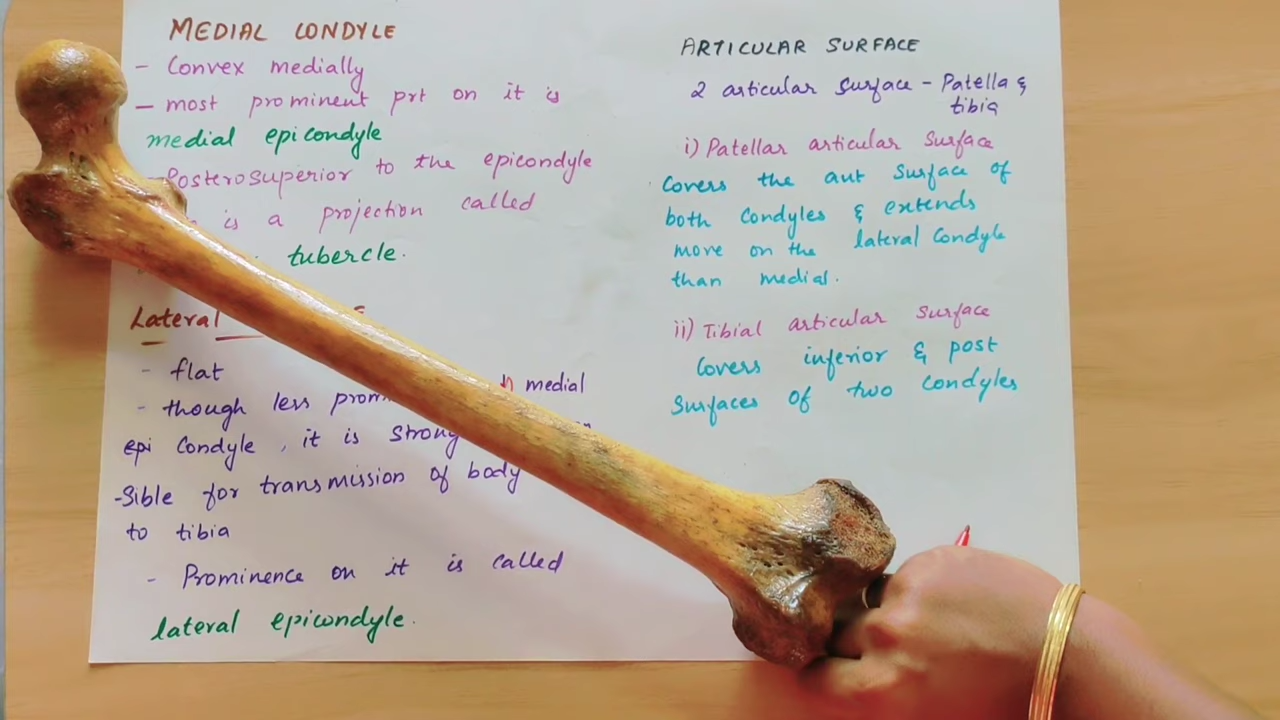 MEDIAL CONDYLE
- Convex medially
- most prominent prt on it is
medial epicondyle
- Posterosuperior to the epicondyle
is a projection called
tubercle.
Lateral
- flat
- though less prom medial
epi Condyle, it is strong
-Sible for transmission of body
to tibia
- Prominence on it is called
lateral epicondyle.
ARTICULAR SURFACE
2 articular surface - Patella &
tibia
i) Patellar articular Surface
Covers the ant Surface of
both Condyles & extends
more on the lateral Condyle
than medial.
ii) Tibial articular surface
Covers inferior & post
Surfaces of two condyles